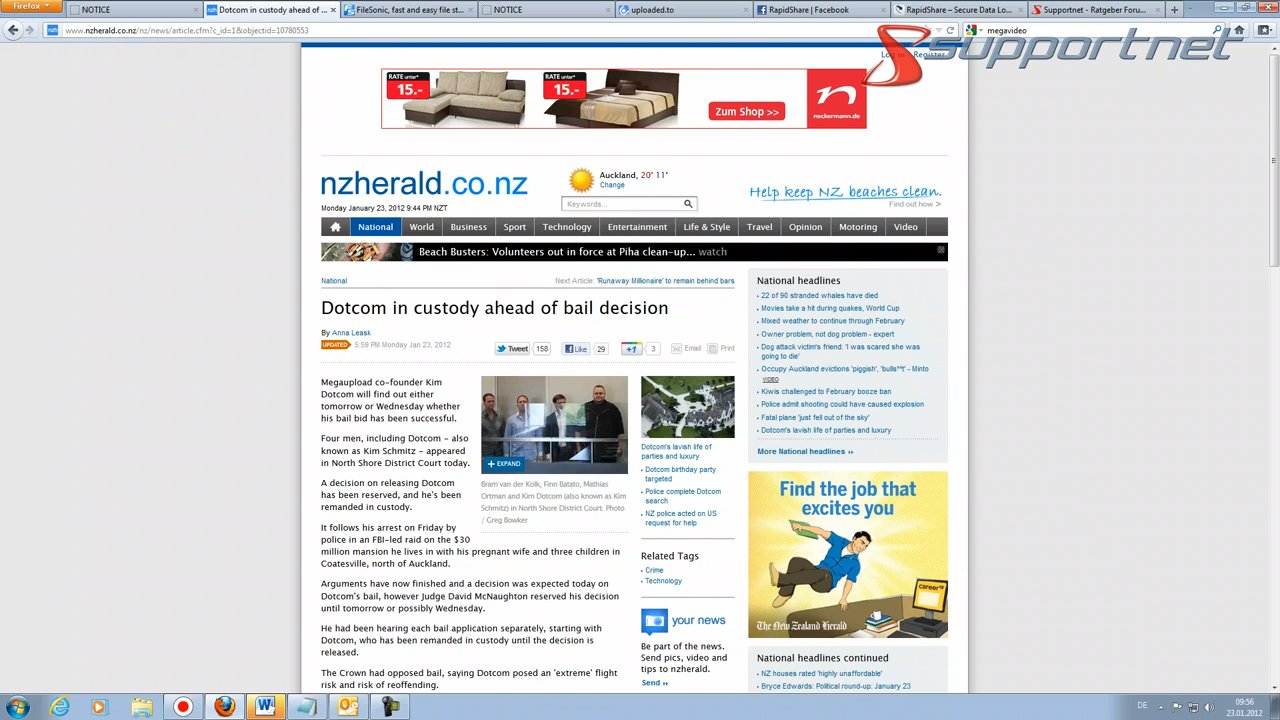 Firefox
NOTICE
Dotcom in custody ahead of ...
FileSonic, fast and easy file st...
NOTICE
uploaded.to
RapidShare | Facebook
RapidShare – Secure Data Lo...
Supportnet - Ratgeber Foru...
www.nzherald.co.nz/nz/news/article.cfm?c_id=1&objectid=10780553
megavideo
supportnet
Log in Register
RATE unter*
15.-
RATE unter*
15.-
Zum Shop >>
n
neckermann.de
nzherald.co.nz
Monday January 23, 2012 9:44 PM NZT
Auckland, 20° 11°
Change
Keywords...
Help keep NZ beaches clean.
Find out how >
National World Business Sport Technology Entertainment Life & Style Travel Opinion Motoring Video
Beach Busters: Volunteers out in force at Piha clean-up... watch
National
Next Article: 'Runaway Millionaire' to remain behind bars
Dotcom in custody ahead of bail decision
By Anna Leask
UPDATED 5:59 PM Monday Jan 23, 2012
Tweet 158 Like 29 +1 3 Email Print
Megaupload co-founder Kim
Dotcom will find out either
tomorrow or Wednesday whether
his bail bid has been successful.
Four men, including Dotcom – also
known as Kim Schmitz – appeared
in North Shore District Court today.
A decision on releasing Dotcom
has been reserved, and he's been
remanded in custody.
It follows his arrest on Friday by
police in an FBI-led raid on the $30
million mansion he lives in with his pregnant wife and three children in
Coatesville, north of Auckland.
Arguments have now finished and a decision was expected today on
Dotcom's bail, however Judge David McNaughton reserved his decision
until tomorrow or possibly Wednesday.
He had been hearing each bail application separately, starting with
Dotcom, who has been remanded in custody until the decision is
released.
The Crown had opposed bail, saying Dotcom posed an 'extreme' flight
risk and risk of reoffending.
+ EXPAND
Bram van der Kolk, Finn Batato, Mathias
Ortman and Kim Dotcom (also known as Kim
Schmitz) in North Shore District Court. Photo
/ Greg Bowker
Dotcom's lavish life of
parties and luxury
Dotcom birthday party
targeted
Police complete Dotcom
search
NZ police acted on US
request for help
Related Tags
Crime
Technology
your news
Be part of the news.
Send pics, video and
tips to nzherald.
Send
National headlines
22 of 90 stranded whales have died
Movies take a hit during quakes, World Cup
Mixed weather to continue through February
Owner problem, not dog problem - expert
Dog attack victim's friend: 'I was scared she was
going to die'
Occupy Auckland evictions 'piggish', 'bulls**t' - Minto
VIDEO
Kiwis challenged to February booze ban
Police admit shooting could have caused explosion
Fatal plane 'just fell out of the sky'
Dotcom's lavish life of parties and luxury
More National headlines
Find the job that
excites you
The New Zealand Herald
National headlines continued
NZ houses rated 'highly unaffordable'
Bryce Edwards: Political round-up: January 23
DE
09:56
23.01.2012